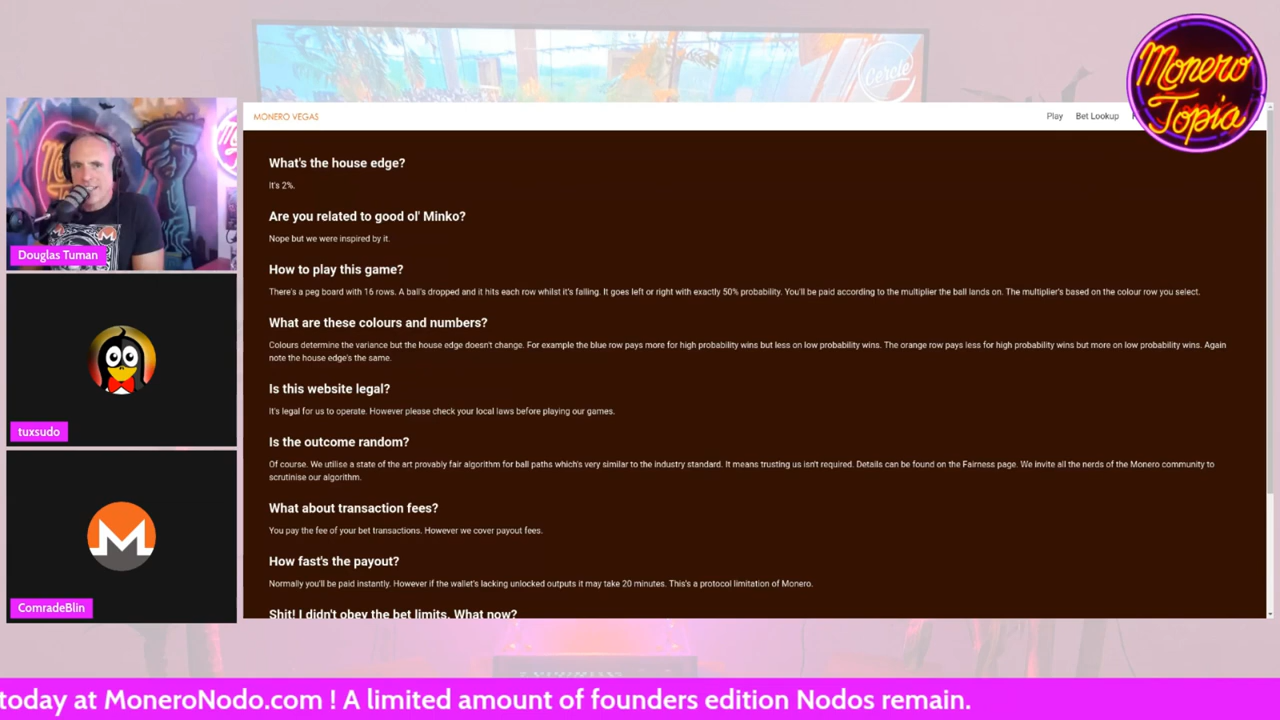 Cercle
Monero
Topia
MONERO VEGAS
Play
Bet Lookup
What's the house edge?
It's 2%.
Are you related to good ol' Minko?
Nope but we were inspired by it.
How to play this game?
There's a peg board with 16 rows. A ball's dropped and it hits each row whilst it's falling. It goes left or right with exactly 50% probability. You'll be paid according to the multiplier the ball lands on. The multiplier's based on the colour row you select.
What are these colours and numbers?
Colours determine the variance but the house edge doesn't change. For example the blue row pays more for high probability wins but less on low probability wins. The orange row pays less for high probability wins but more on low probability wins. Again
note the house edge's the same.
Is this website legal?
It's legal for us to operate. However please check your local laws before playing our games.
Is the outcome random?
Of course. We utilise a state of the art provably fair algorithm for ball paths which's very similar to the industry standard. It means trusting us isn't required. Details can be found on the Fairness page. We invite all the nerds of the Monero community to
scrutinise our algorithm.
What about transaction fees?
You pay the fee of your bet transactions. However we cover payout fees.
How fast's the payout?
Normally you'll be paid instantly. However if the wallet's lacking unlocked outputs it may take 20 minutes. This's a protocol limitation of Monero.
Shit! I didn't obey the bet limits. What now?
Douglas Tuman
tuxsudo
ComradeBlin
today at MoneroNodo.com ! A limited amount of founders edition Nodos remain.